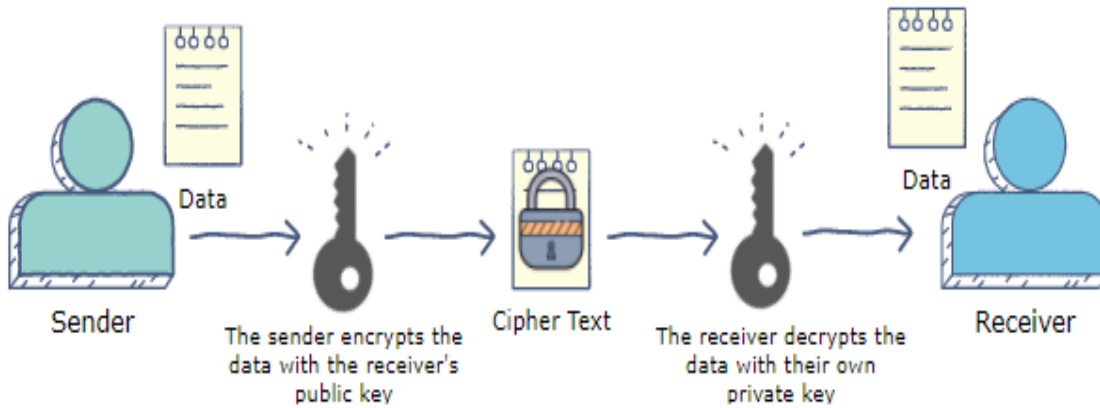 Data
Sender
The sender encrypts the
data with the receiver's
public key
Cipher Text
The receiver decrypts the
data with their own
private key
Data
Receiver